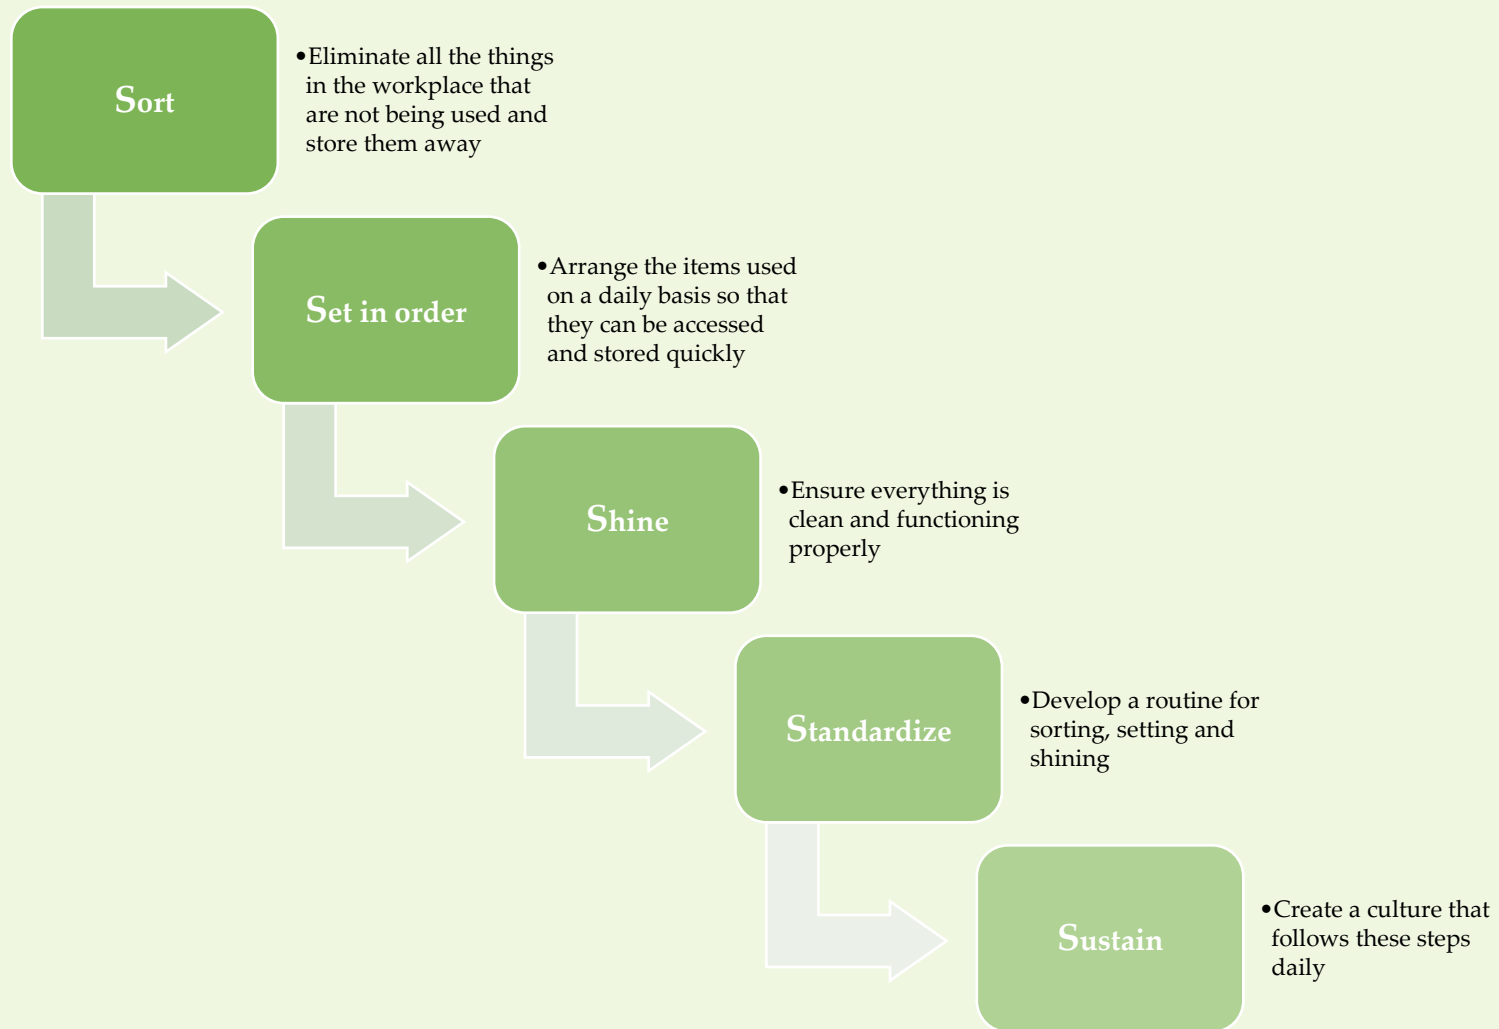 Sort
•Eliminate all the things
in the workplace that
are not being used and
store them away
Set in order
•Arrange the items used
on a daily basis so that
they can be accessed
and stored quickly
Shine
•Ensure everything is
clean and functioning
properly
Standardize
•Develop a routine for
sorting, setting and
shining
Sustain
•Create a culture that
follows these steps
daily